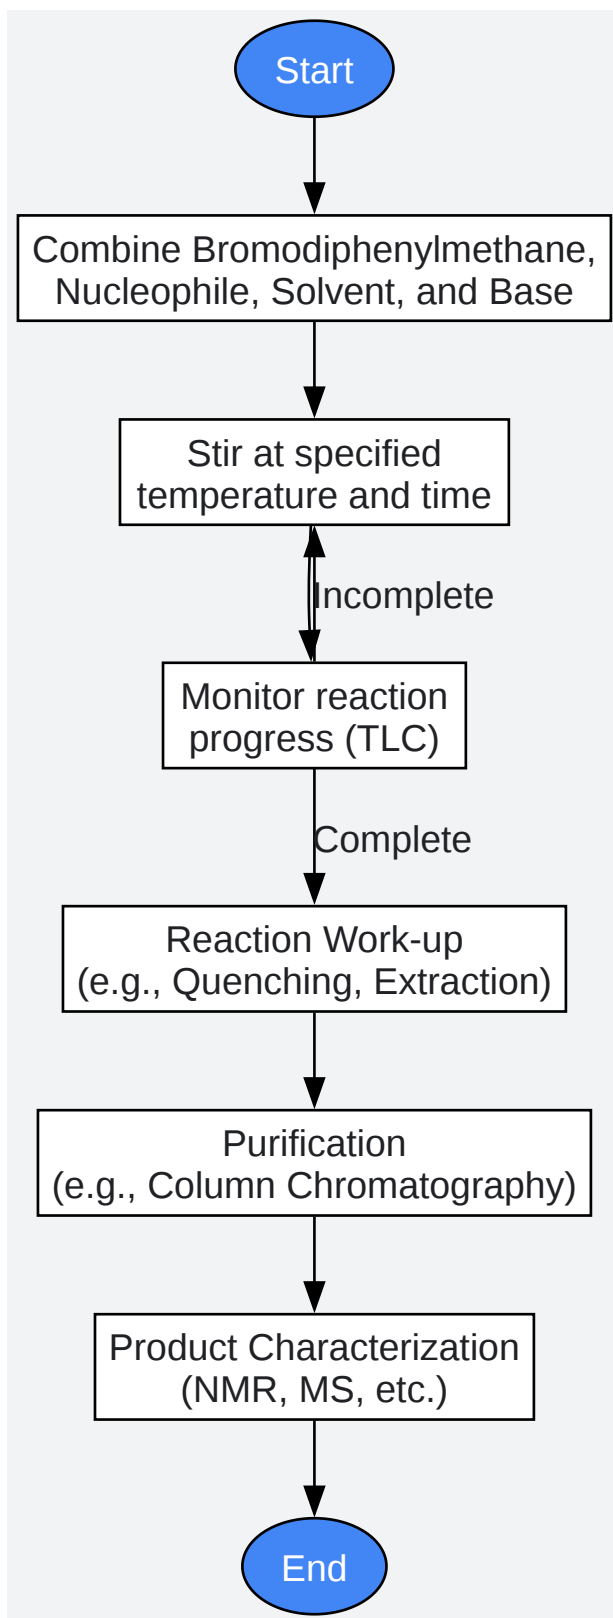 Start
Combine Bromodiphenylmethane,
Nucleophile, Solvent, and Base
Stir at specified
temperature and time
Incomplete
Monitor reaction
progress (TLC)
Complete
Reaction Work-up
(e.g., Quenching, Extraction)
Purification
(e.g., Column Chromatography)
Product Characterization
(NMR, MS, etc.)
End